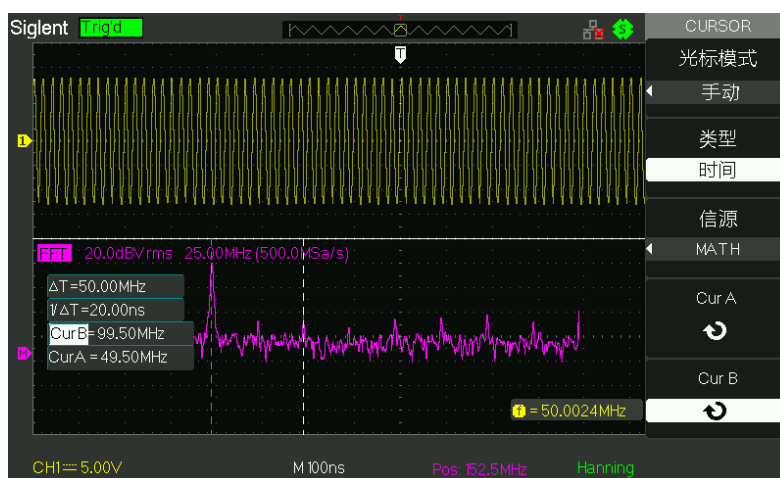 Siglent Trig'd T S CURSOR
光标模式
T
手动
1
类型
时间
信源
FFT 20.0dBVrms 25.00MHz (500.0MSa/s)
MATH
ΔT=50.00MHz
1/ΔT=20.00ns
CurB=99.50MHz
CurA =49.50MHz
M
Cur A
Cur B
f = 50.0024MHz
CH1 5.00V M 100ns Pos: 152.5MHz Hanning